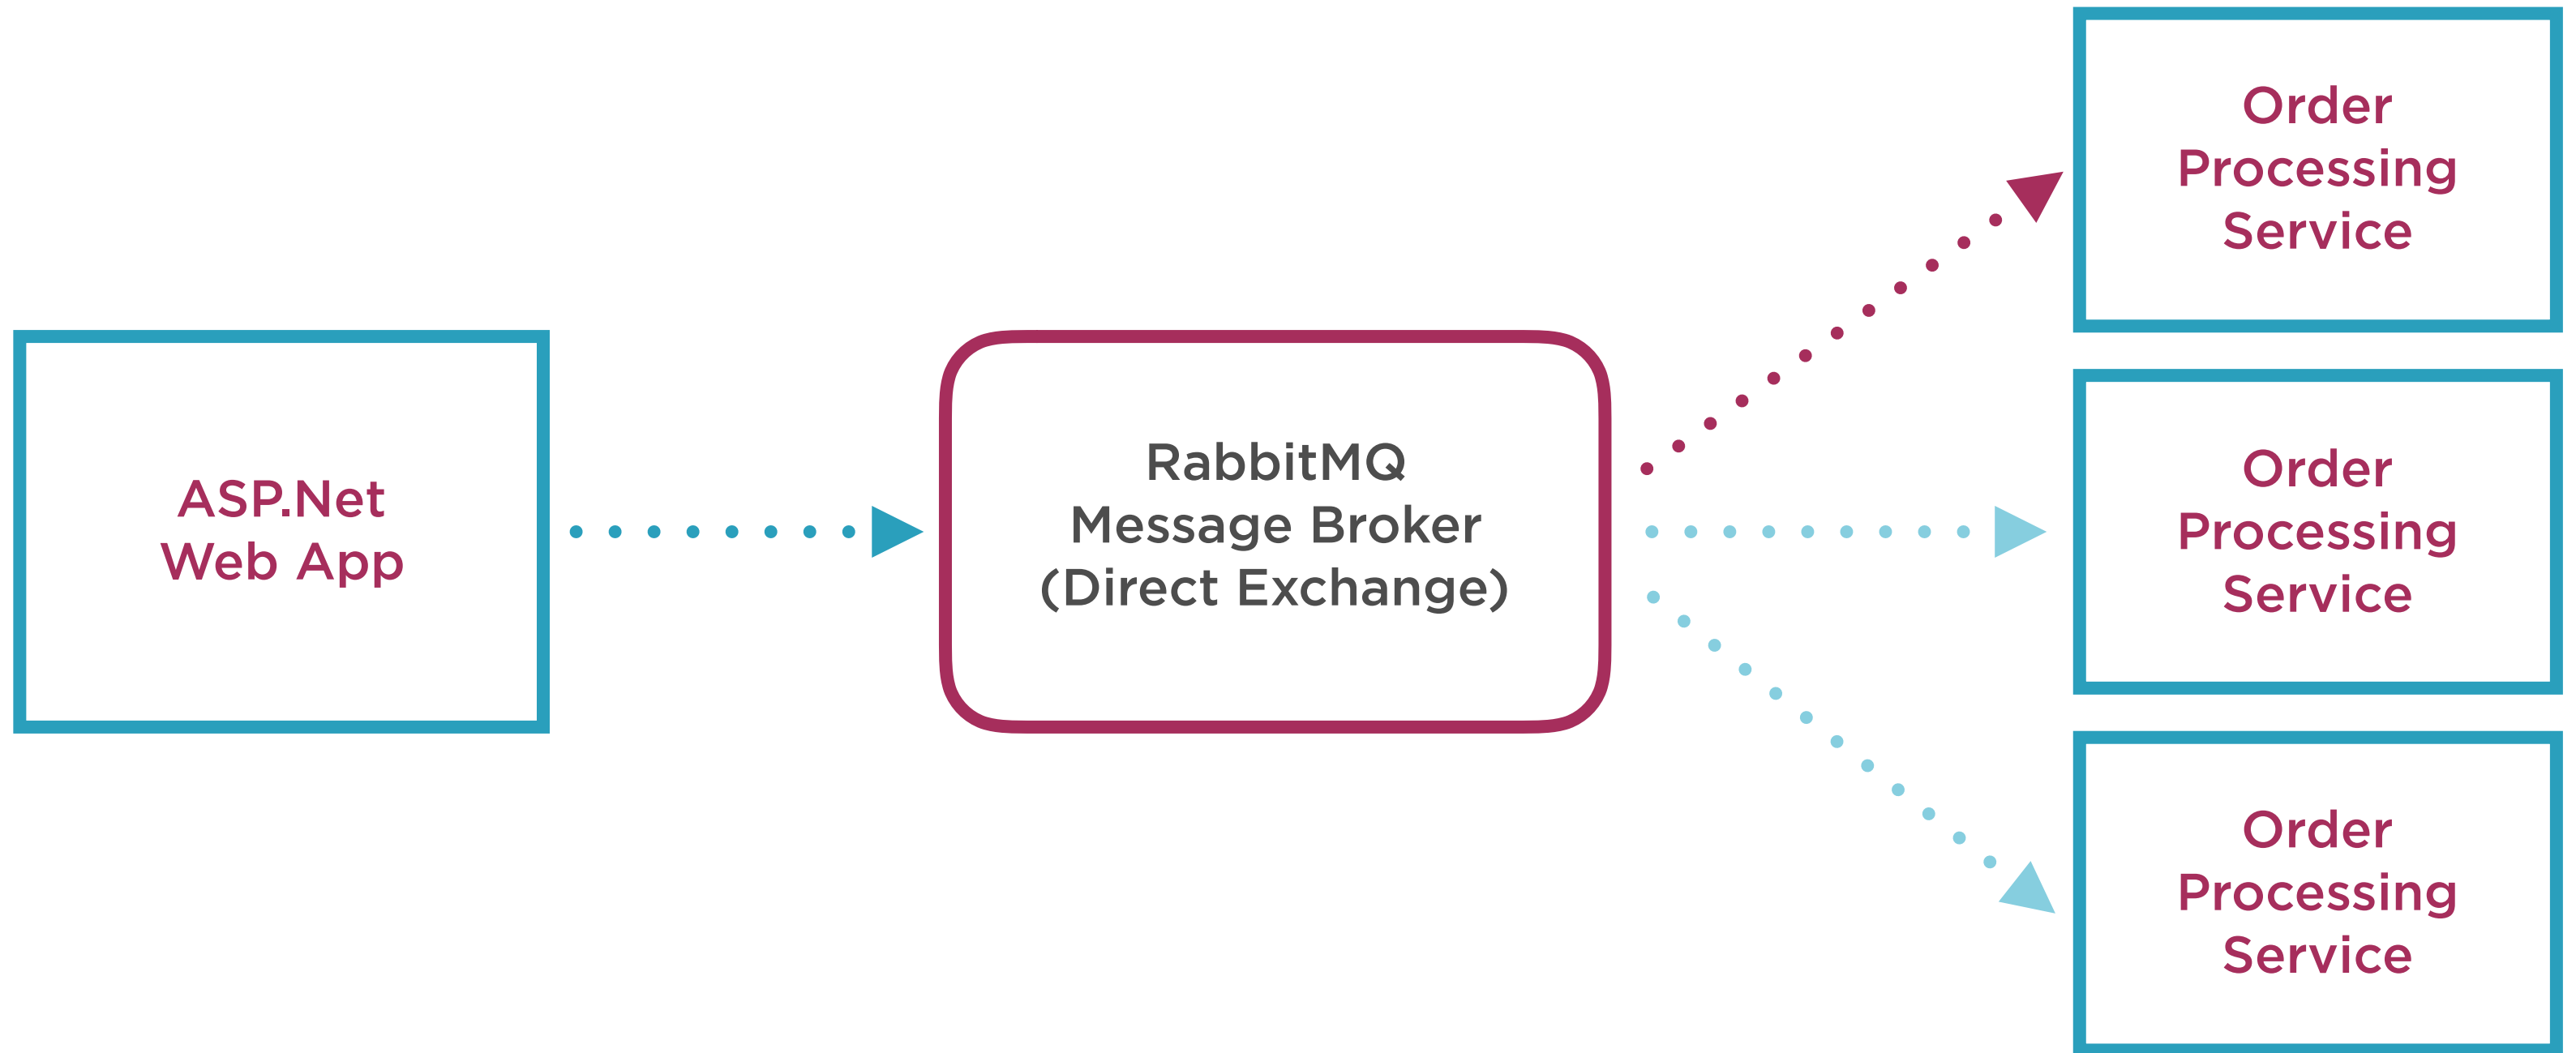 ASP.Net
Web App
RabbitMQ
Message Broker
(Direct Exchange)
Order
Processing
Service
Order
Processing
Service
Order
Processing
Service